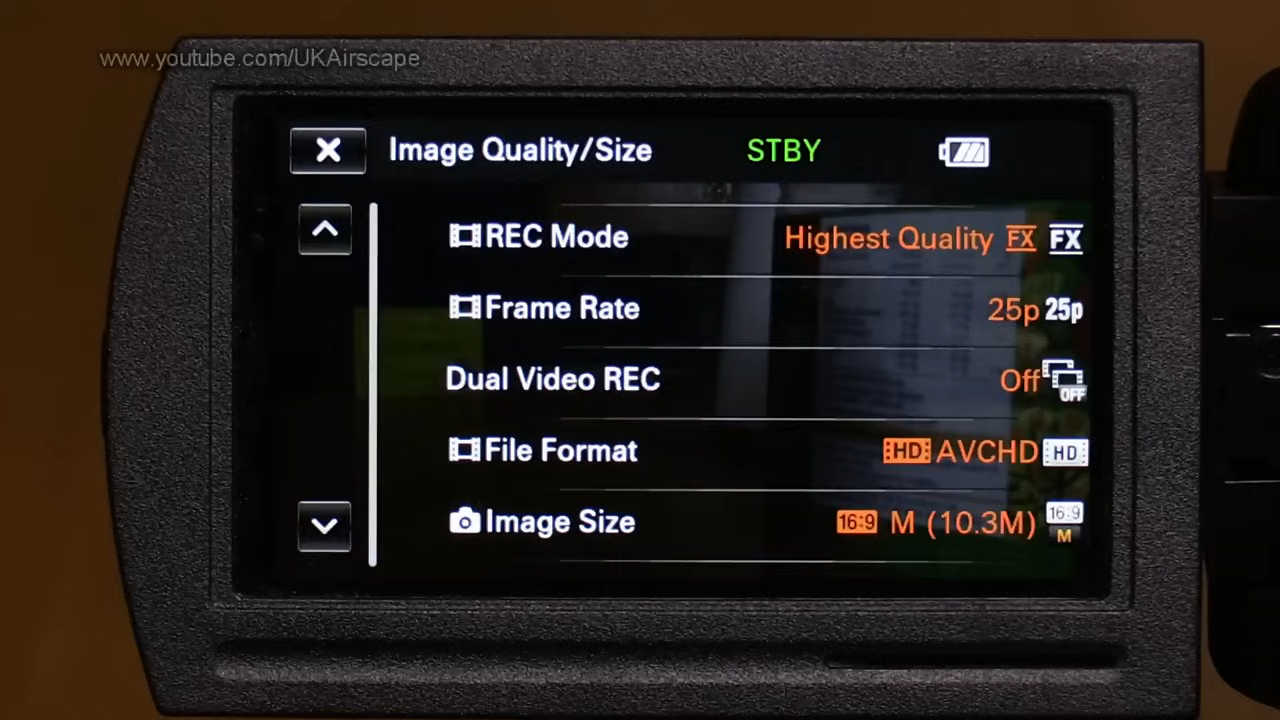 www.youtube.com/UKAirscape
Image Quality/Size STBY
REC Mode Highest Quality FX FX
Frame Rate 25p 25p
Dual Video REC Off OFF
File Format HD AVCHD HD
Image Size 16:9 M (10.3M) 16:9 M